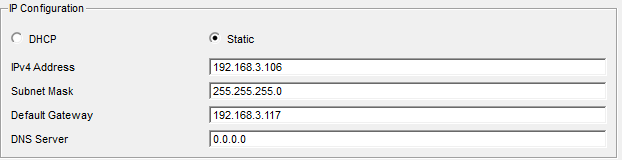 IP Configuration
DHCP Static
IPv4 Address 192.168.3.106
Subnet Mask 255.255.255.0
Default Gateway 192.168.3.117
DNS Server 0.0.0.0